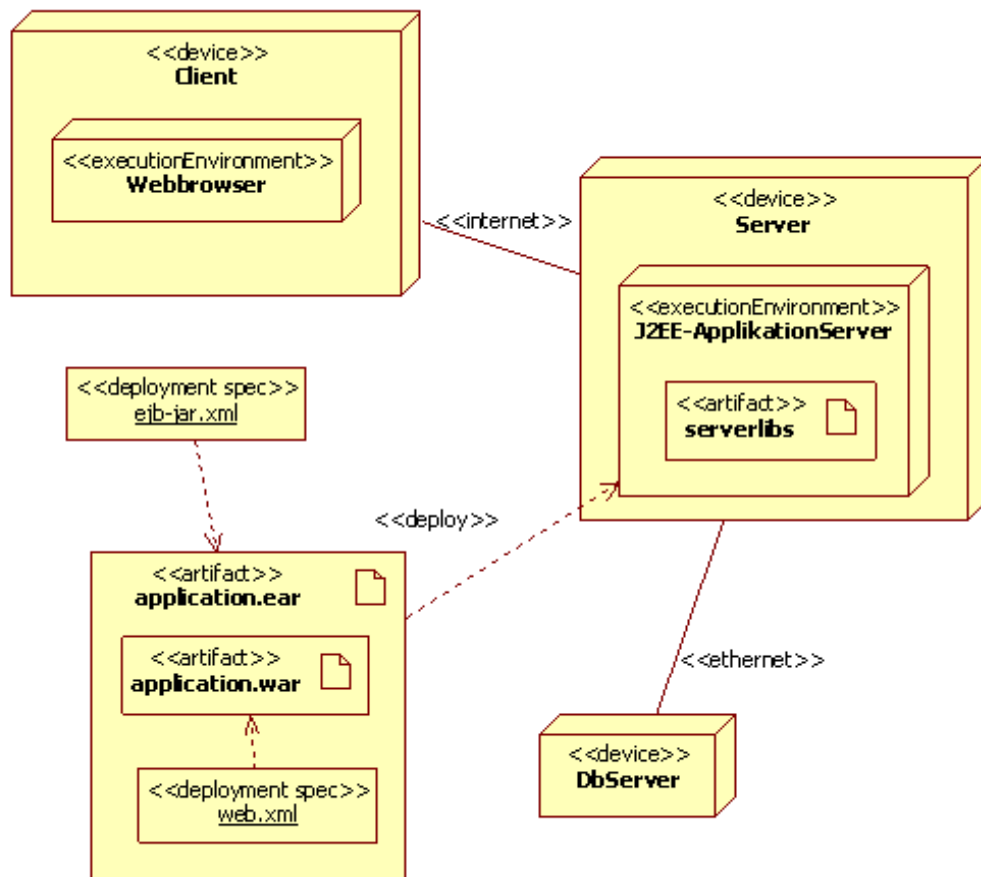 <<device>>
Client
<<executionEnvironment>>
Webbrowser
<<internet>>
<<device>>
Server
<<executionEnvironment>>
J2EE-ApplikationServer
<<artifact>>
serverlibs
<<deployment spec>>
ejb-jar.xml
<<deploy>>
<<artifact>>
application.ear
<<artifact>>
application.war
<<deployment spec>>
web.xml
<<ethernet>>
<<device>>
DbServer